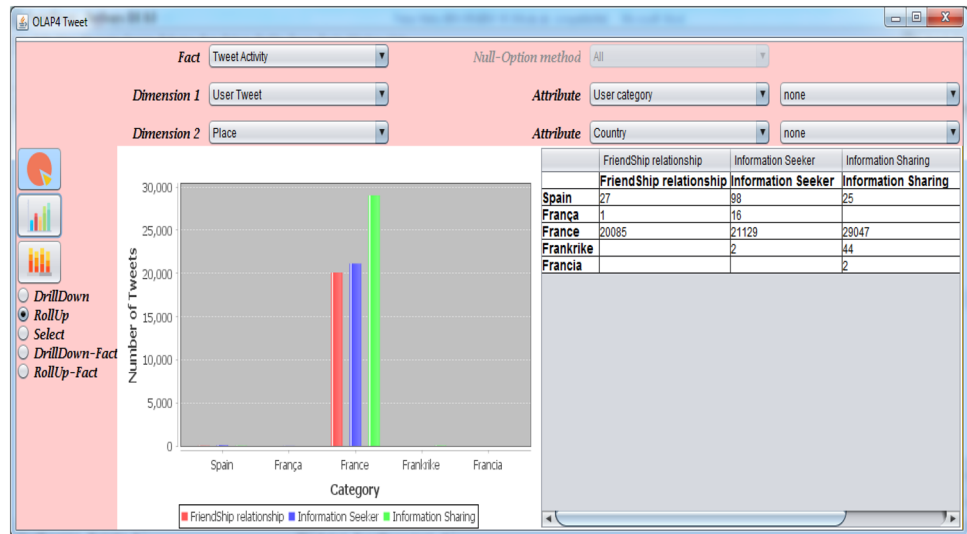 OLAP4 Tweet
Fact Tweet Activity Null-Option method All
Dimension 1 User Tweet Attribute User category none
Dimension 2 Place Attribute Country none
DrillDown
RollUp
Select
DrillDown-Fact
RollUp-Fact
Number of Tweets
30,000
25,000
20,000
15,000
10,000
5,000
0
Spain França France Frankrike Francia
Category
FriendShip relationship Information Seeker Information Sharing
FriendShip relationship Information Seeker Information Sharing
FriendShip relationship Information Seeker Information Sharing
Spain 27 98 25
França 1 16
France 20085 21129 29047
Frankrike 2 44
Francia 2